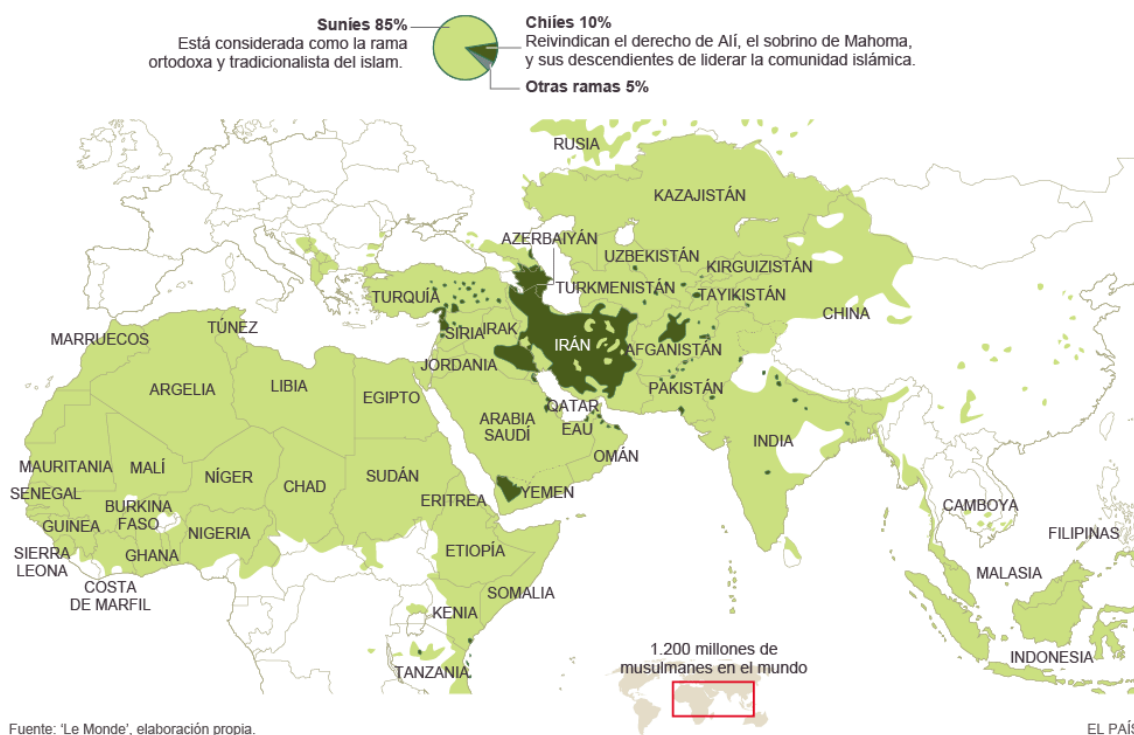 Suníes 85%
Está considerada como la rama
ortodoxa y tradicionalista del islam.
Chiíes 10%
Reivindican el derecho de Alí, el sobrino de Mahoma,
y sus descendientes de liderar la comunidad islámica.
Otras ramas 5%
RUSIA
KAZAJISTÁN
AZERBAIYÁN
UZBEKISTÁN
KIRGUIZISTÁN
TURKMENISTÁN
TAYIKISTÁN
TURQUÍA
CHINA
TÚNEZ
MARRUECOS
SIRIA
IRAK
IRÁN
AFGANISTÁN
JORDANIA
ARGELIA
LIBIA
EGIPTO
PAKISTÁN
QATAR
ARABIA
SAUDÍ
EAU
INDIA
OMÁN
MAURITANIA
MALÍ
NÍGER
CHAD
SUDÁN
SENEGAL
ERITREA
YEMEN
BURKINA
FASO
CAMBOYA
GUINEA
NIGERIA
FILIPINAS
SIERRA
LEONA
GHANA
ETIOPÍA
MALASIA
COSTA
DE MARFIL
SOMALIA
KENIA
INDONESIA
TANZANIA
1.200 millones de
musulmanes en el mundo
Fuente: ‘Le Monde’, elaboración propia.
EL PAÍS